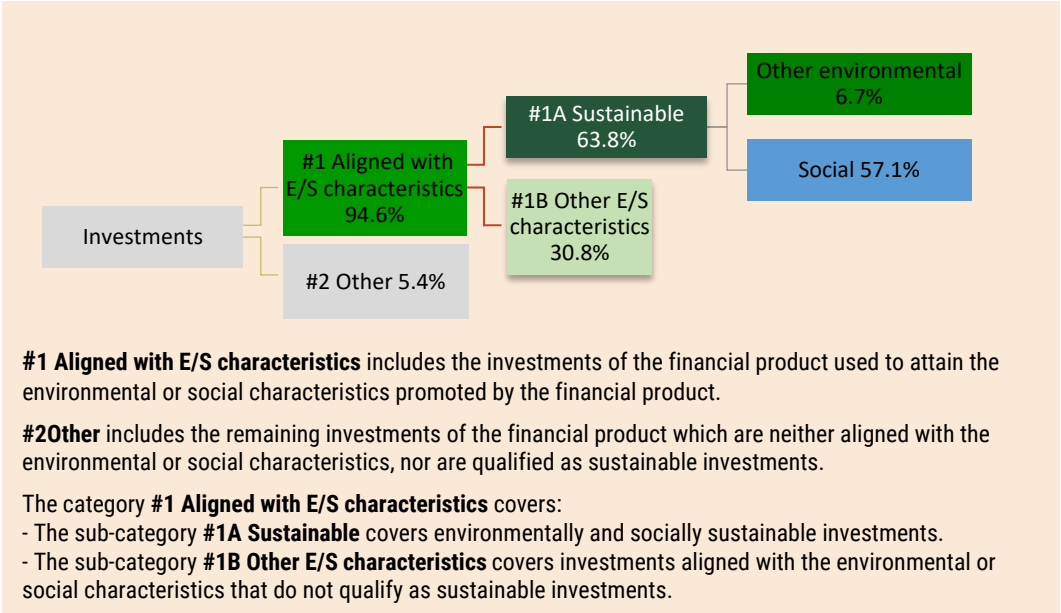 Investments
#1 Aligned with
E/S characteristics
94.6%
#2 Other 5.4%
#1A Sustainable
63.8%
#1B Other E/S
characteristics
30.8%
Other environmental
6.7%
Social 57.1%
#1 Aligned with E/S characteristics includes the investments of the financial product used to attain the
environmental or social characteristics promoted by the financial product.
#2Other includes the remaining investments of the financial product which are neither aligned with the
environmental or social characteristics, nor are qualified as sustainable investments.
The category #1 Aligned with E/S characteristics covers:
- The sub-category #1A Sustainable covers environmentally and socially sustainable investments.
- The sub-category #1B Other E/S characteristics covers investments aligned with the environmental or
social characteristics that do not qualify as sustainable investments.